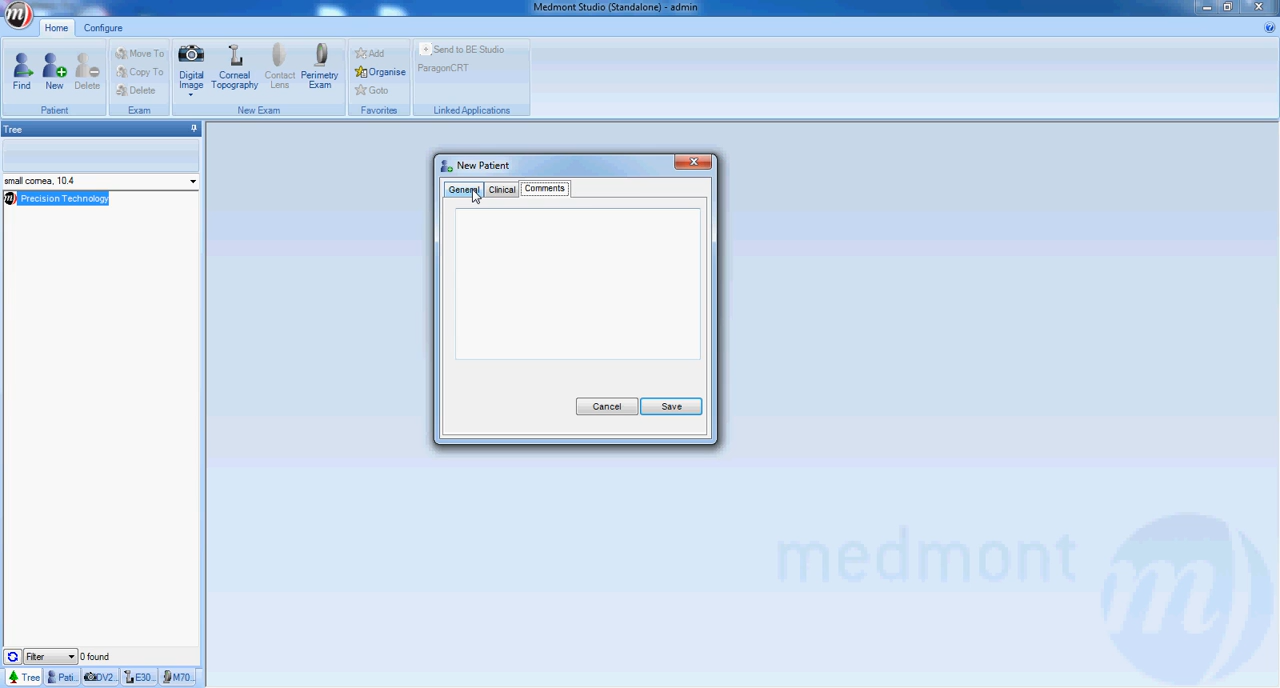 Medmont Studio (Standalone) - admin
Home Configure
Find New Delete
Patient
Move To
Copy To
Delete
Exam
Digital Image
Corneal Topography
Contact Lens
Perimetry Exam
New Exam
Add
Organise
Goto
Favorites
Send to BE Studio
ParagonCRT
Linked Applications
Tree
small cornea, 10.4
Precision Technology
New Patient
General Clinical Comments
Cancel Save
medmont
m
Filter 0 found
Tree Pati... DV2... E30... M70...